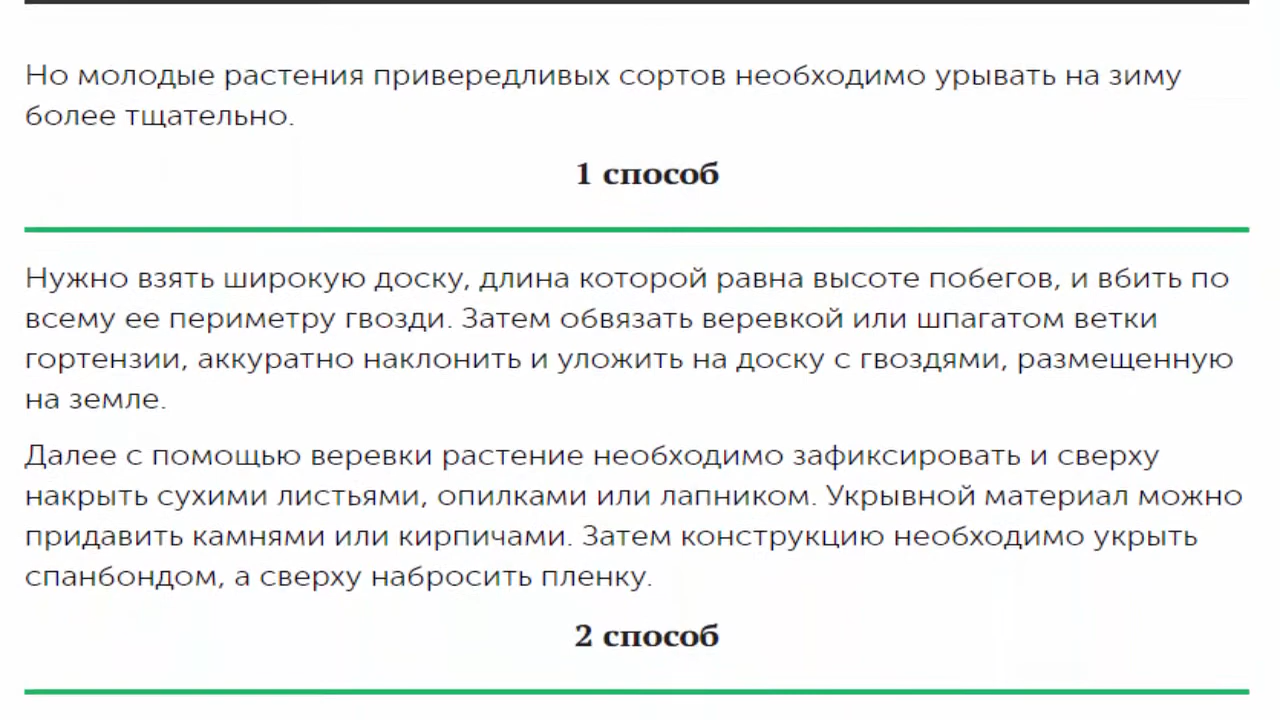 Но молодые растения привередливых сортов необходимо урывать на зиму
более тщательно.
1 способ
Нужно взять широкую доску, длина которой равна высоте побегов, и вбить по
всему ее периметру гвозди. Затем обвязать веревкой или шпагатом ветки
гортензии, аккуратно наклонить и уложить на доску с гвоздями, размещенную
на земле.
Далее с помощью веревки растение необходимо зафиксировать и сверху
накрыть сухими листьями, опилками или лапником. Укрывной материал можно
придавить камнями или кирпичами. Затем конструкцию необходимо укрыть
спанбондом, а сверху набросить пленку.
2 способ